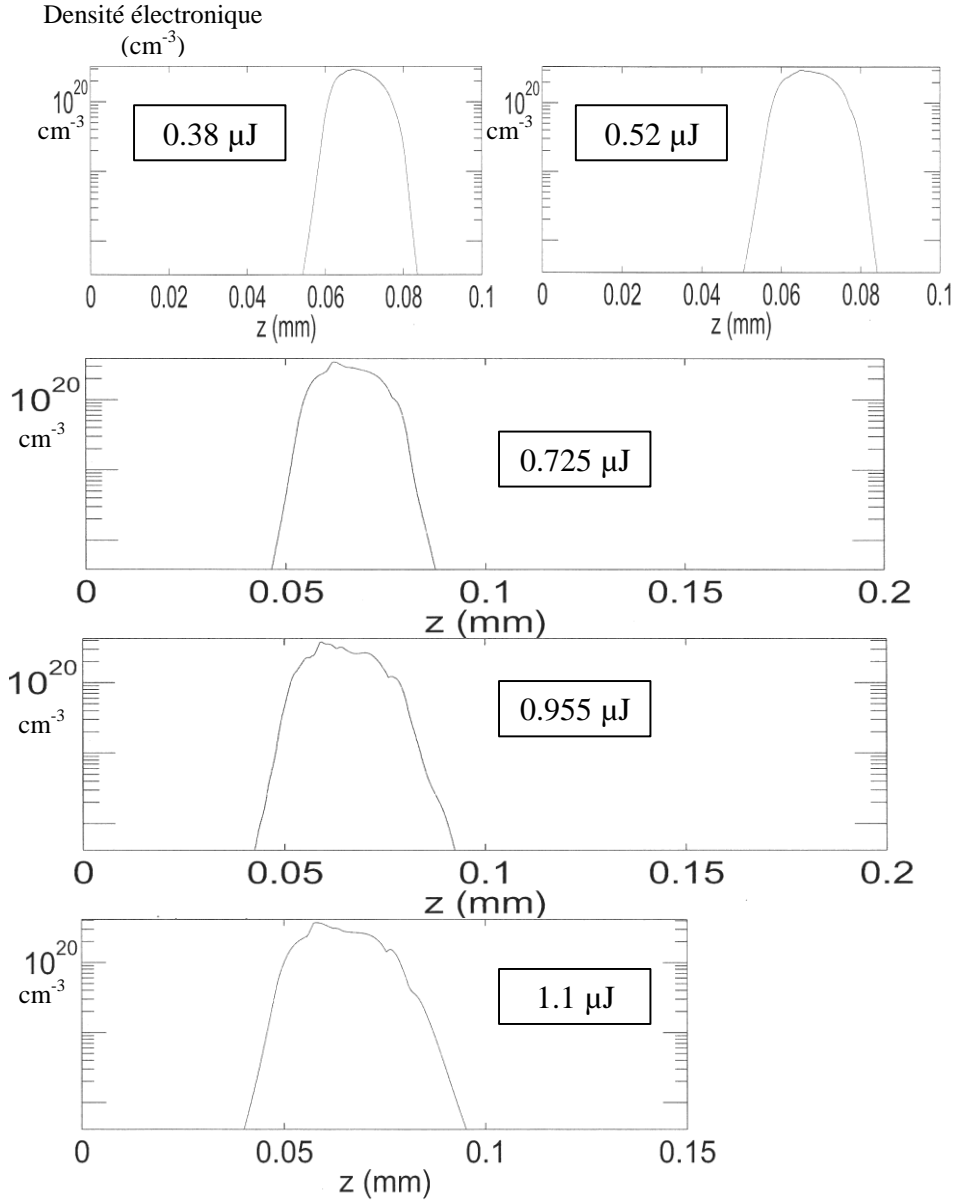 Densité électronique
(cm-3)
10^20
cm-3
0.38 µJ
0 0.02 0.04 0.06 0.08 0.1
z (mm)
10^20
cm-3
0.52 µJ
0 0.02 0.04 0.06 0.08 0.1
z (mm)
10^20
cm-3
0.725 µJ
0 0.05 0.1 0.15 0.2
z (mm)
10^20
cm-3
0.955 µJ
0 0.05 0.1 0.15 0.2
z (mm)
10^20
cm-3
1.1 µJ
0 0.05 0.1 0.15
z (mm)